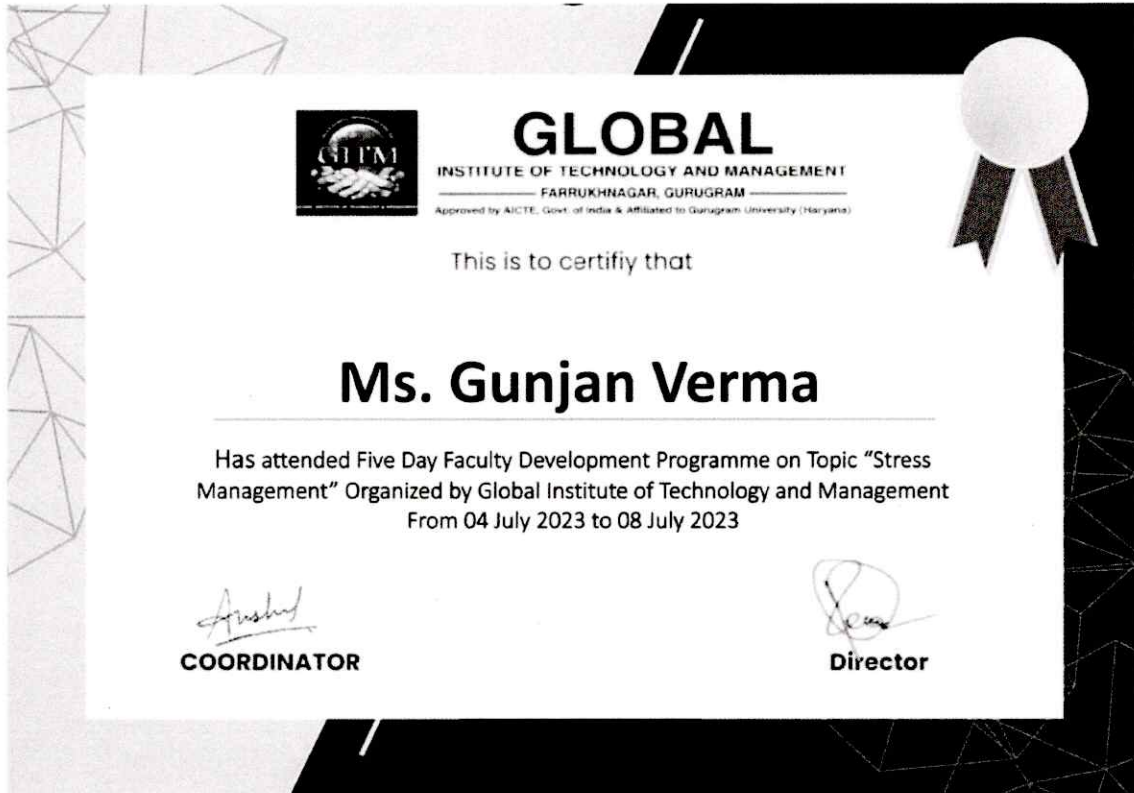 GITM
GLOBAL
INSTITUTE OF TECHNOLOGY AND MANAGEMENT
FARRUKHNAGAR, GURUGRAM
Approved by AICTE, Govt. of India & Affiliated to Gurugram University (Haryana)
This is to certifiy that
Ms. Gunjan Verma
Has attended Five Day Faculty Development Programme on Topic “Stress
Management” Organized by Global Institute of Technology and Management
From 04 July 2023 to 08 July 2023
Anshul
COORDINATOR
Director